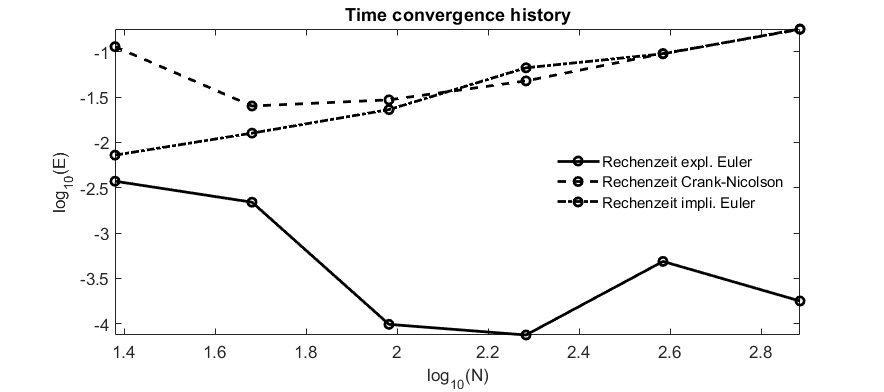 Time convergence history
log10(E)
-1
-1.5
-2
-2.5
-3
-3.5
-4
Rechenzeit expl. Euler
Rechenzeit Crank-Nicolson
Rechenzeit impli. Euler
1.4 1.6 1.8 2 2.2 2.4 2.6 2.8
log10(N)